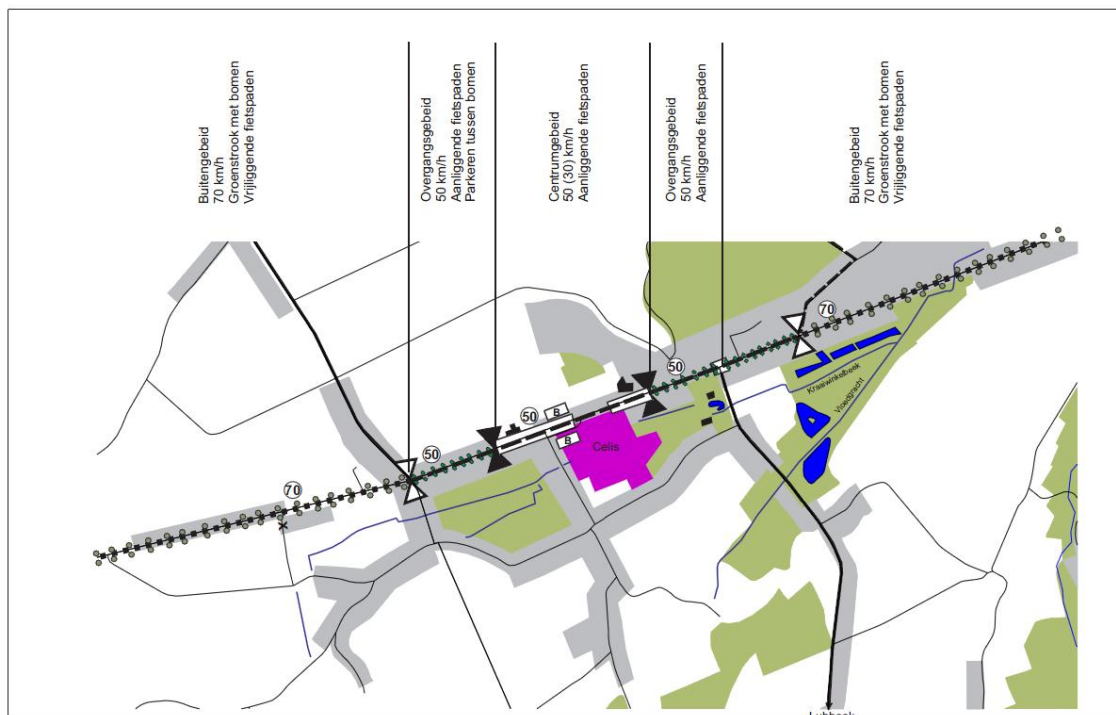 Buitengebeid
70 km/h
Groenstrook met bomen
Vrijliggende fietspaden
Overgangsgebeid
50 km/h
Aanliggende fietspaden
Parkeren tussen bomen
Centrumgebeid
50 (30) km/h
Aanliggende fietspaden
Overgangsgebeid
50 km/h
Aanliggende fietspaden
Buitengebeid
70 km/h
Groenstrook met bomen
Vrijliggende fietspaden
70
50
50
B
B
Celis
50
70
Kraaiwinkelbeek
Vloedgracht
Lubbeek